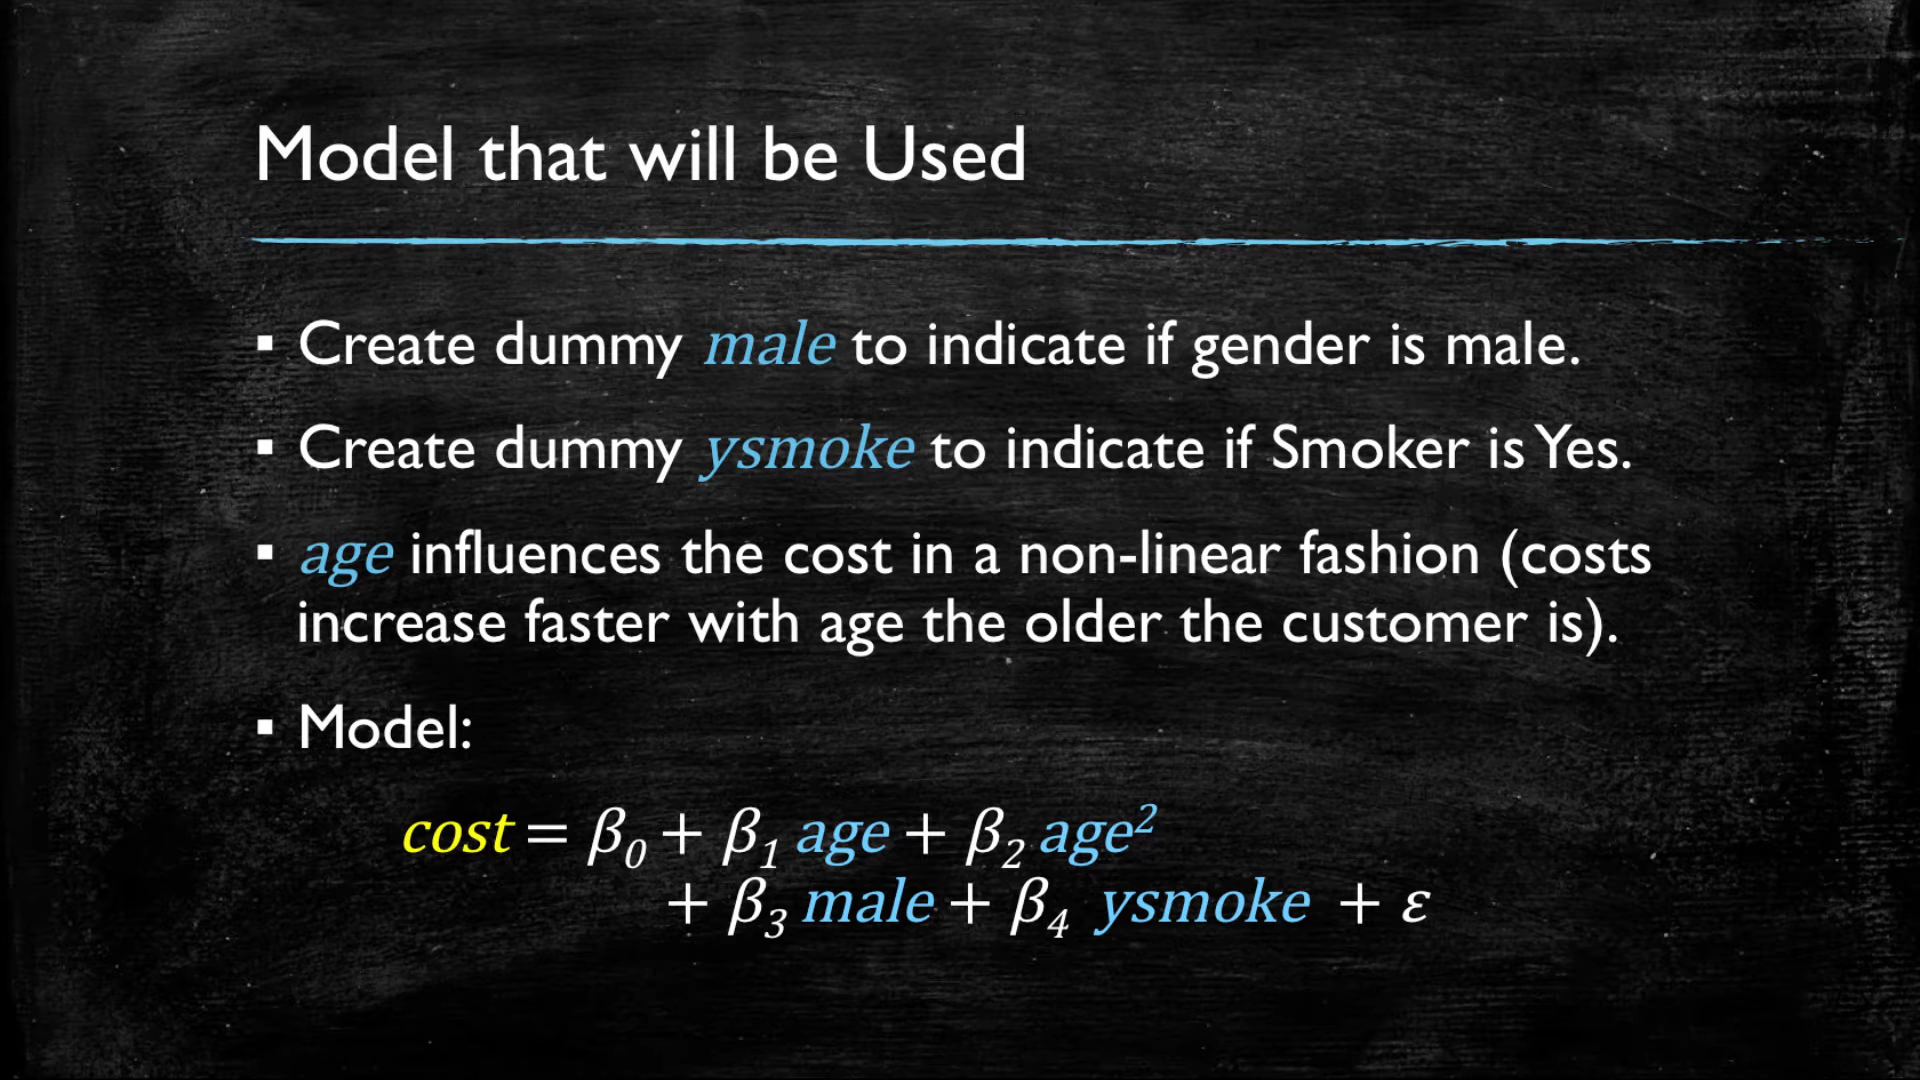 Model that will be Used
▪ Create dummy male to indicate if gender is male.
▪ Create dummy ysmoke to indicate if Smoker is Yes.
▪ age influences the cost in a non-linear fashion (costs
increase faster with age the older the customer is).
▪ Model:
cost = β₀ + β₁ age + β₂ age²
+ β₃ male + β₄ ysmoke + ε